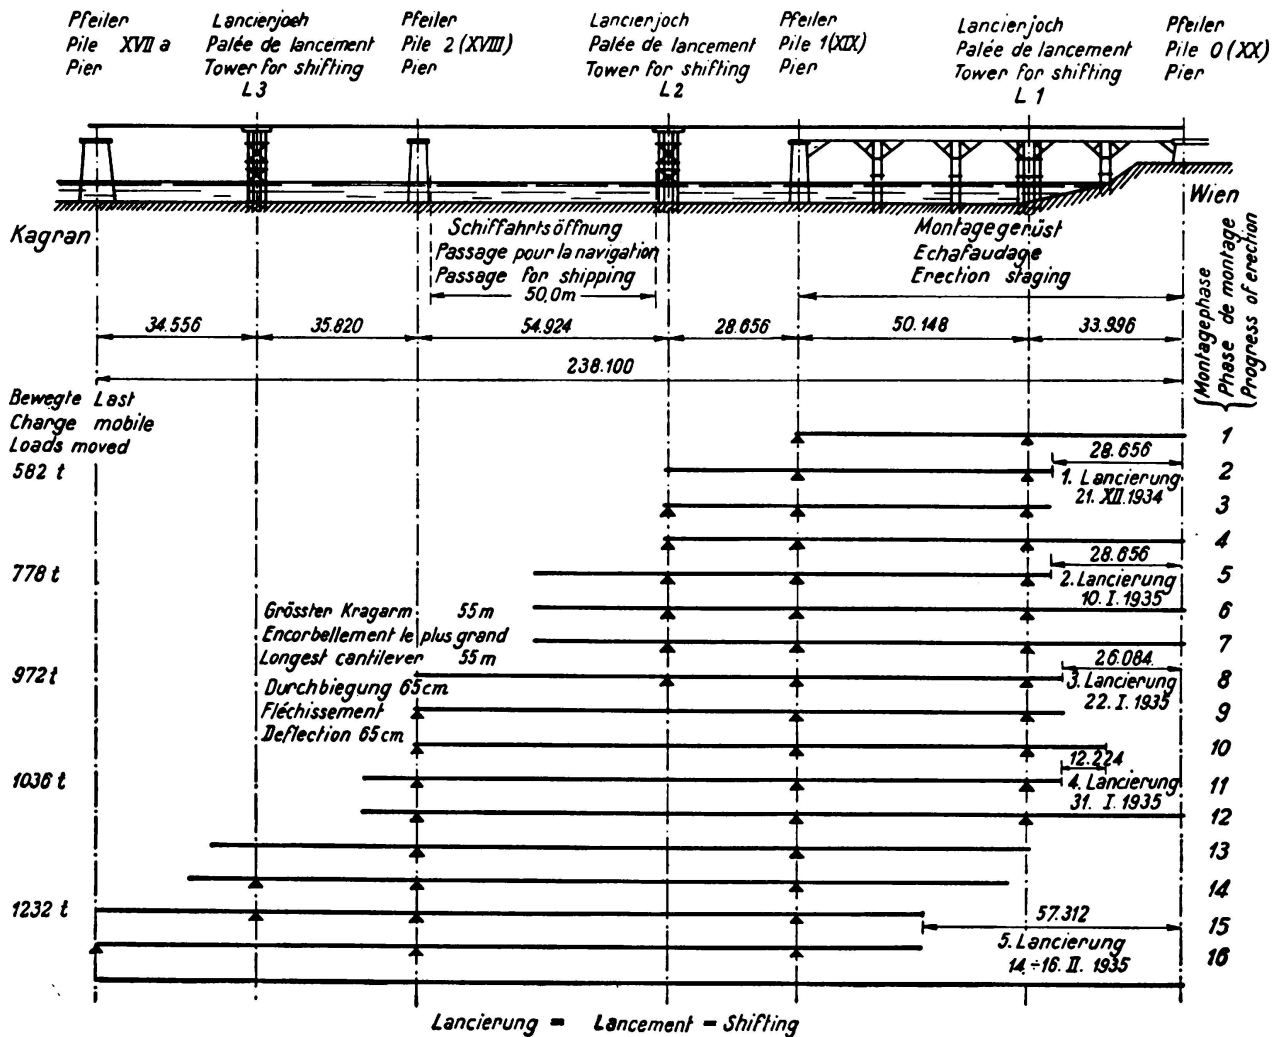 Pfeiler
Pile XVII a
Pier
Lancierjoch
Palée de lancement
Tower for shifting
L3
Pfeiler
Pile 2 (XVIII)
Pier
Lancierjoch
Palée de lancement
Tower for shifting
L2
Pfeiler
Pile 1 (XIX)
Pier
Lancierjoch
Palée de lancement
Tower for shifting
L 1
Pfeiler
Pile 0 (XX)
Pier
Kagran
Schiffahrtsöffnung
Passage pour la navigation
Passage for shipping
50,0m
Montagegerüst
Echafaudage
Erection staging
Wien
Montagephase
Phase de montage
Progress of erection
34.556
35.820
54.924
28.656
50.148
33.996
238.100
Bewegte Last
Charge mobile
Loads moved
1
28.656
582 t
1. Lancierung
21. XII. 1934
2
3
4
28.656
778 t
2. Lancierung
10. I. 1935
5
Grösster Kragarm 55 m
Encorbellement le plus grand
Longest cantilever 55 m
6
7
26.084
972 t
3. Lancierung
22. I. 1935
8
Durchbiegung 65 cm
Fléchissement
Deflection 65 cm
9
10
12.224
1036 t
4. Lancierung
31. I. 1935
11
12
13
14
1232 t
57.312
15
5. Lancierung
14.÷16. II. 1935
16
Lancierung = Lancement = Shifting